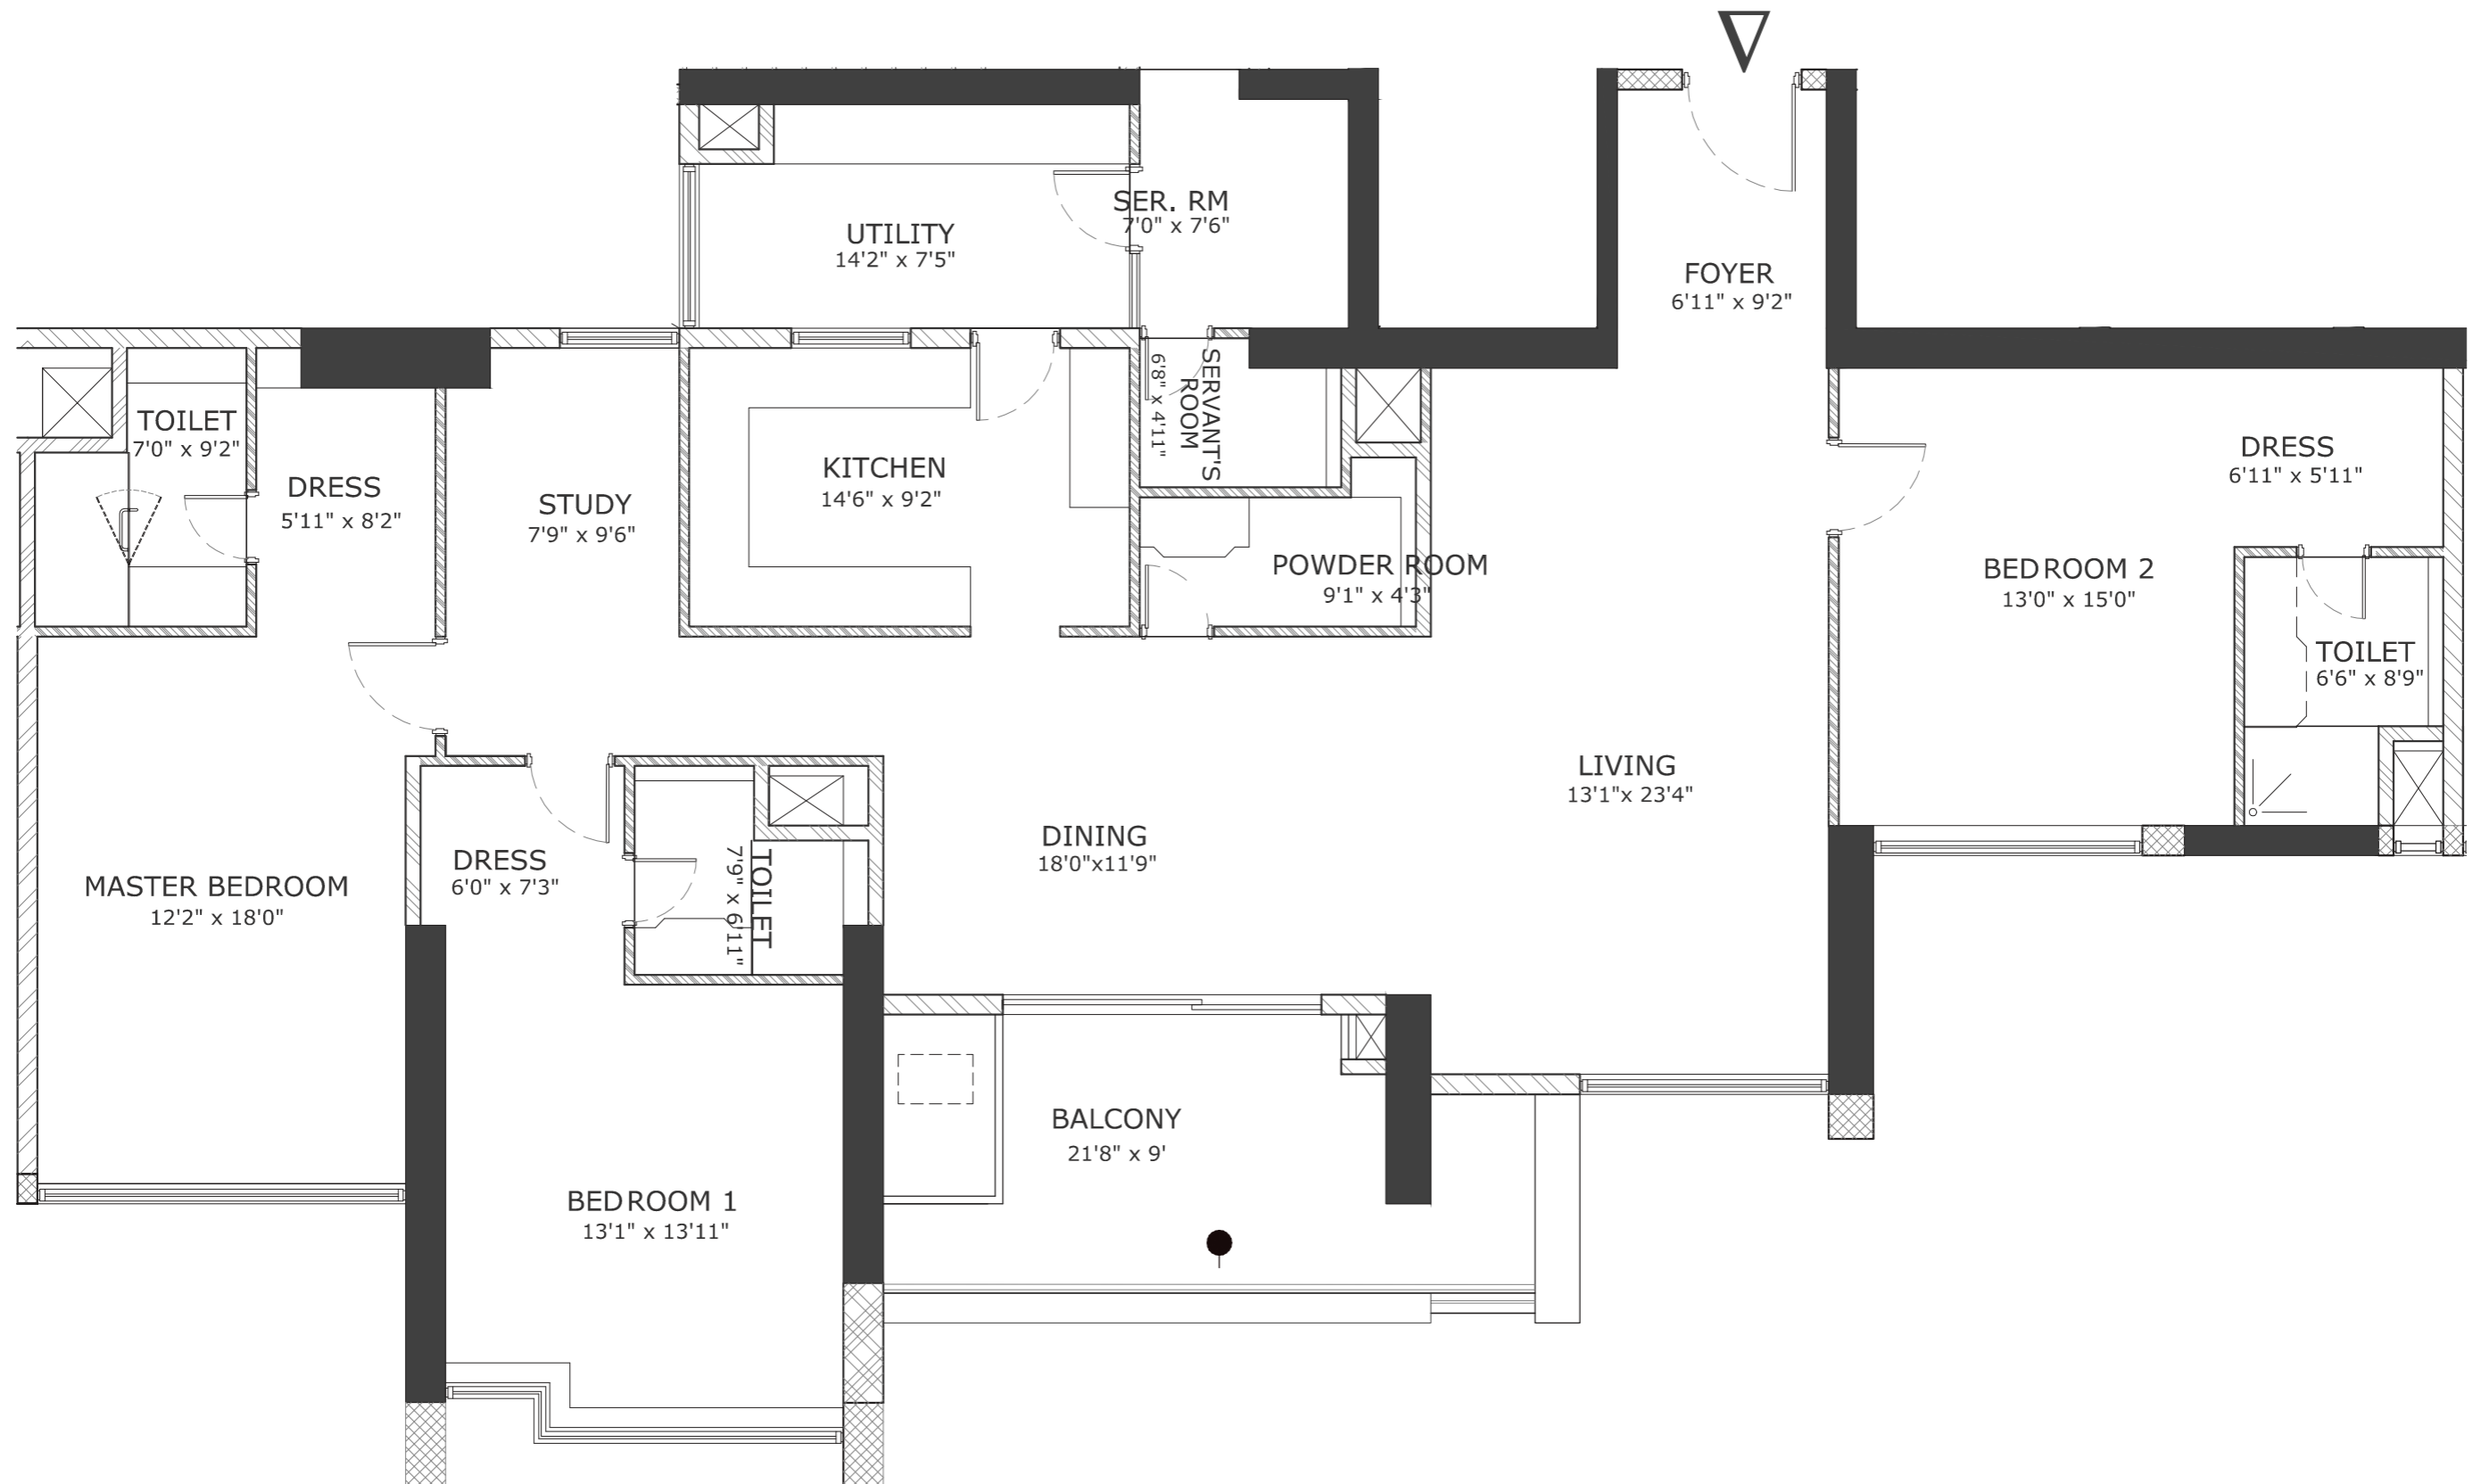 SER. RM
7'0" x 7'6"
UTILITY
14'2" x 7'5"
FOYER
6'11" x 9'2"
TOILET
7'0" x 9'2"
DRESS
5'11" x 8'2"
STUDY
7'9" x 9'6"
KITCHEN
14'6" x 9'2"
SERVANT'S
ROOM
6'8" x 4'11"
POWDER ROOM
9'1" x 4'3"
BEDROOM 2
13'0" x 15'0"
DRESS
6'11" x 5'11"
TOILET
6'6" x 8'9"
LIVING
13'1"x 23'4"
DINING
18'0"x11'9"
MASTER BEDROOM
12'2" x 18'0"
DRESS
6'0" x 7'3"
TOILET
7'9" x 6'11"
BALCONY
21'8" x 9'
BEDROOM 1
13'1" x 13'11"